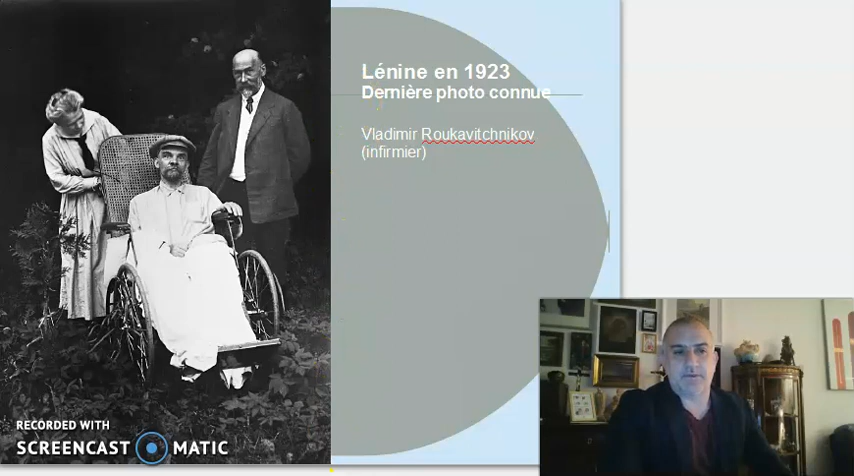 Lénine en 1923
Dernière photo connue
Vladimir Roukavitchnikov
(infirmier)
RECORDED WITH
SCREENCAST MATIC